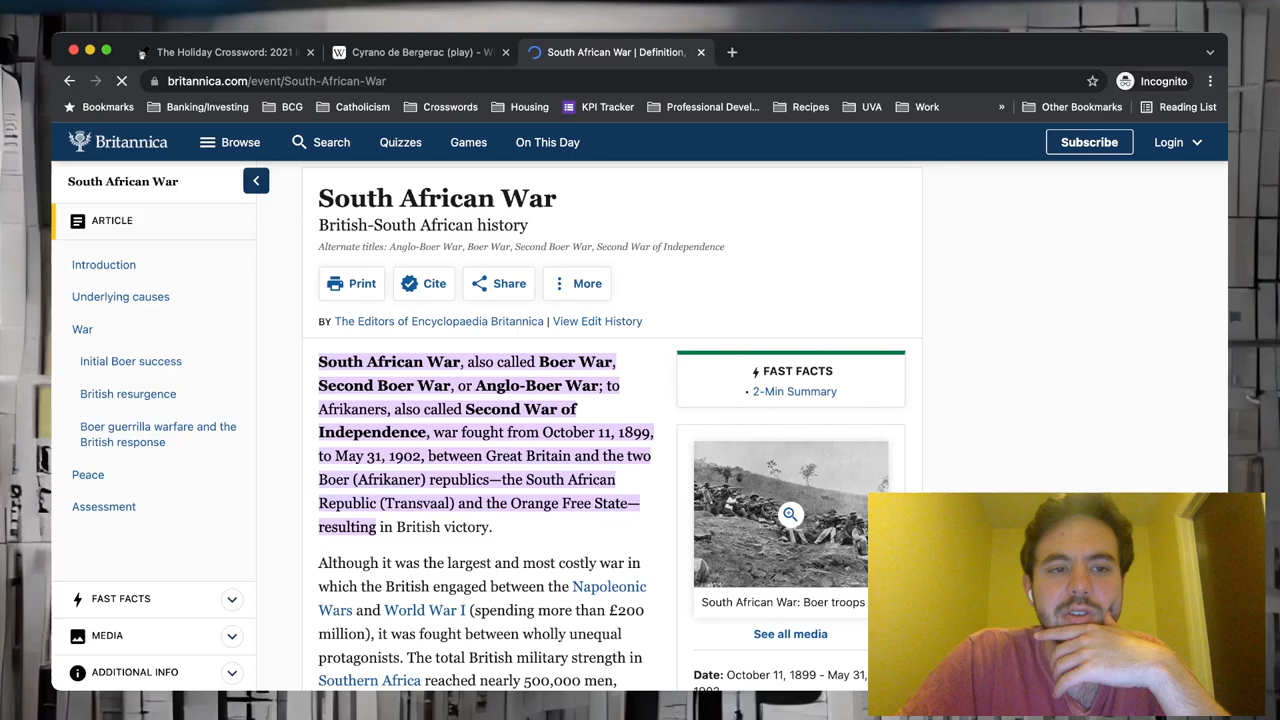 The Holiday Crossword: 2021
Cyrano de Bergerac (play) - W
South African War | Definition,
britannica.com/event/South-African-War
Incognito
Bookmarks
Banking/Investing
BCG
Catholicism
Crosswords
Housing
KPI Tracker
Professional Devel...
Recipes
UVA
Work
»
Other Bookmarks
Reading List
Britannica
Browse
Search
Quizzes
Games
On This Day
Subscribe
Login
South African War
ARTICLE
Introduction
Underlying causes
War
Initial Boer success
British resurgence
Boer guerrilla warfare and the
British response
Peace
Assessment
FAST FACTS
MEDIA
ADDITIONAL INFO
South African War
British-South African history
Alternate titles: Anglo-Boer War, Boer War, Second Boer War, Second War of Independence
Print
Cite
Share
More
BY The Editors of Encyclopaedia Britannica | View Edit History
South African War, also called Boer War,
Second Boer War, or Anglo-Boer War; to
Afrikaners, also called Second War of
Independence, war fought from October 11, 1899,
to May 31, 1902, between Great Britain and the two
Boer (Afrikaner) republics—the South African
Republic (Transvaal) and the Orange Free State—
resulting in British victory.
Although it was the largest and most costly war in
which the British engaged between the Napoleonic
Wars and World War I (spending more than £200
million), it was fought between wholly unequal
protagonists. The total British military strength in
Southern Africa reached nearly 500,000 men,
FAST FACTS
• 2-Min Summary
South African War: Boer troops
See all media
Date: October 11, 1899 - May 31,
1902